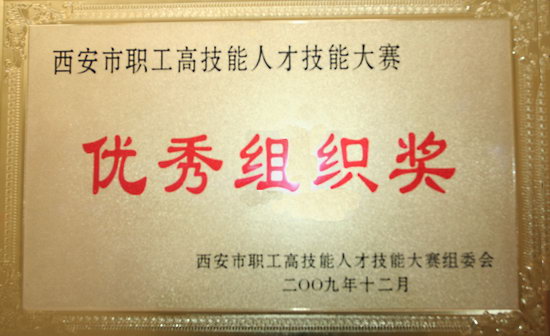 西安市职工高技能人才技能大赛
优秀组织奖
西安市职工高技能人才技能大赛组委会
二〇〇九年十二月